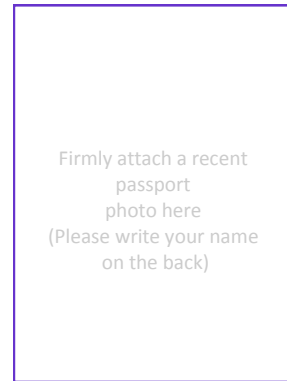 Firmly attach a recent
passport
photo here
(Please write your name
on the back)